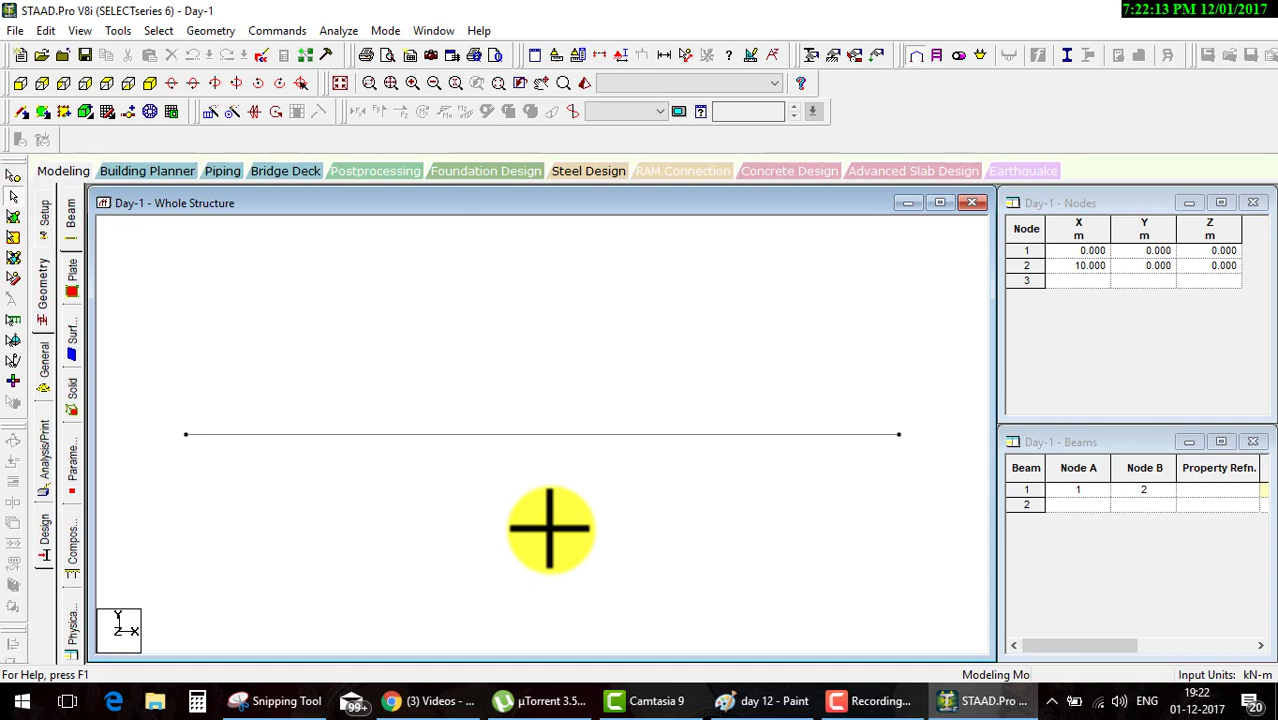 STAAD.Pro V8i (SELECTseries 6) - Day-1
7:22:13 PM 12/01/2017
File Edit View Tools Select Geometry Commands Analyze Mode Window Help
Modeling Building Planner Piping Bridge Deck Postprocessing Foundation Design Steel Design RAM Connection Concrete Design Advanced Slab Design Earthquake
Setup
Geometry
General
Analysis/Print
Design
Beam
Plate
Surf...
Solid
Parame...
Compos...
Physica...
Day-1 - Whole Structure
Y
Z X
Day-1 - Nodes
Node X m Y m Z m
1 0.000 0.000 0.000
2 10.000 0.000 0.000
3
Day-1 - Beams
Beam Node A Node B Property Refn.
1 1 2
2
For Help, press F1
Modeling Mo
Input Units: kN-m
Snipping Tool
99+
(3) Videos - ...
µTorrent 3.5...
Camtasia 9
day 12 - Paint
Recording...
STAAD.Pro ...
ENG
19:22
01-12-2017
20